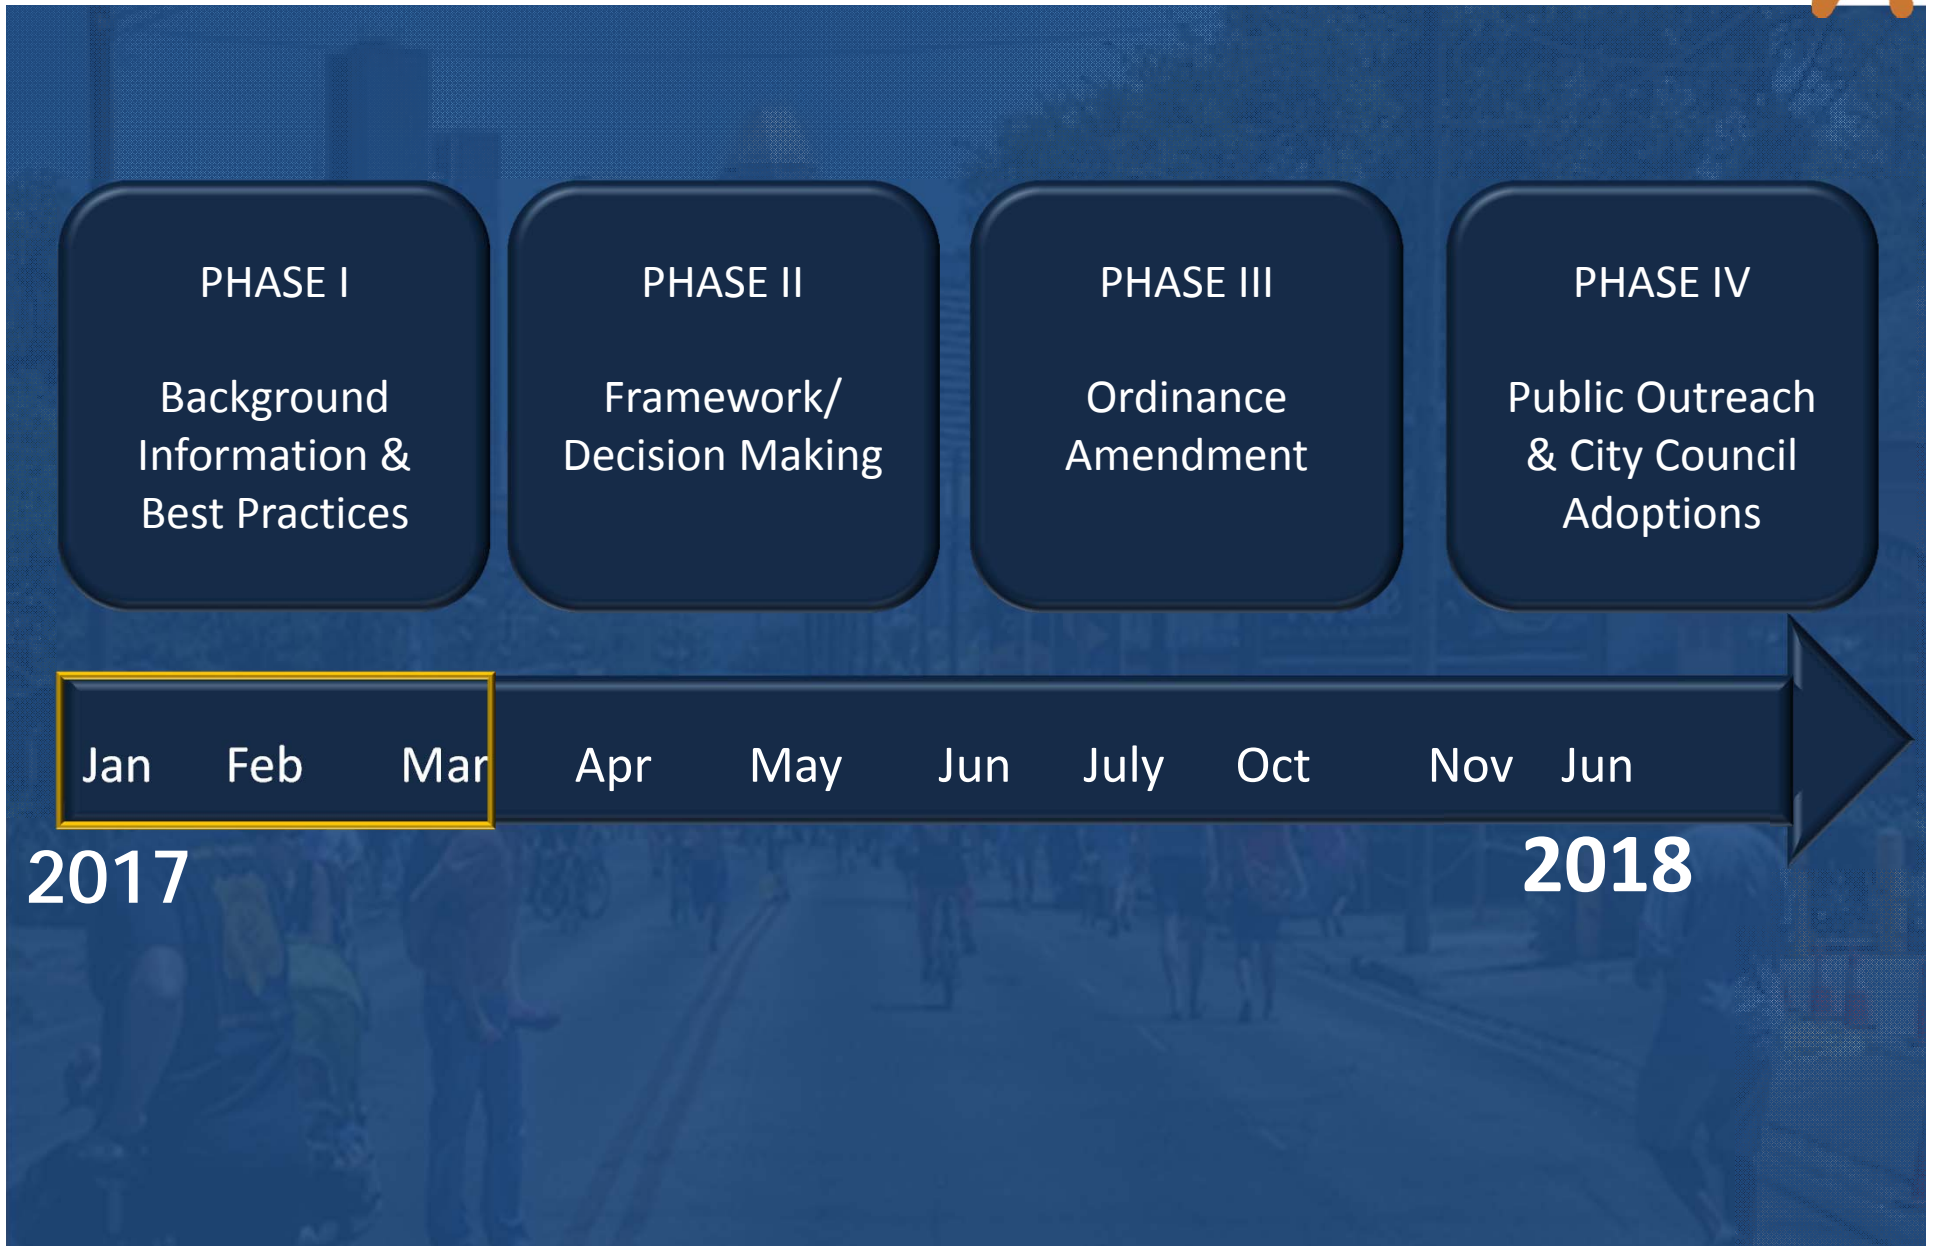 PHASE I
Background
Information &
Best Practices
PHASE II
Framework/
Decision Making
PHASE III
Ordinance
Amendment
PHASE IV
Public Outreach
& City Council
Adoptions
Jan Feb Mar Apr May Jun July Oct Nov Jun
2017 2018